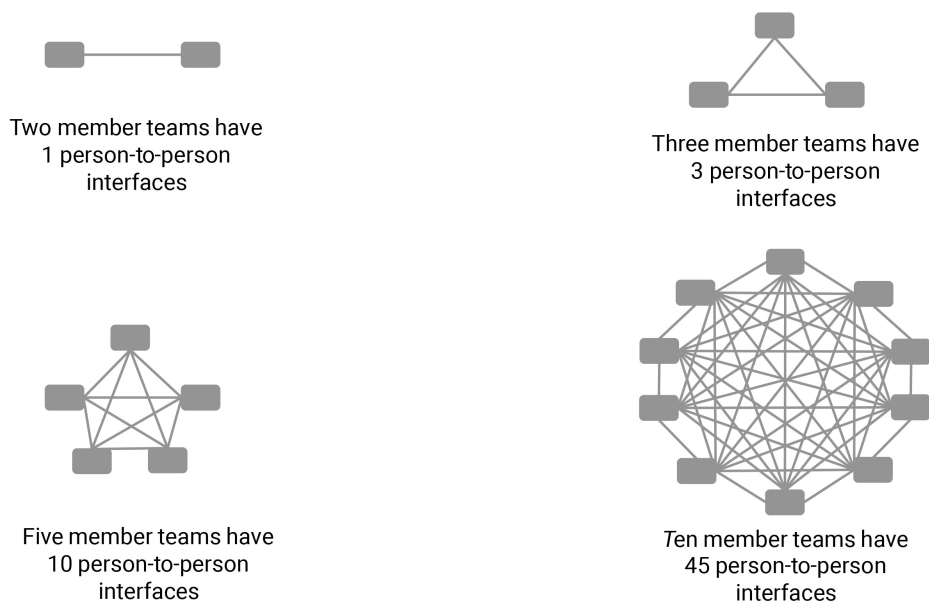 Two member teams have
1 person-to-person
interfaces
Three member teams have
3 person-to-person
interfaces
Five member teams have
10 person-to-person
interfaces
Ten member teams have
45 person-to-person
interfaces